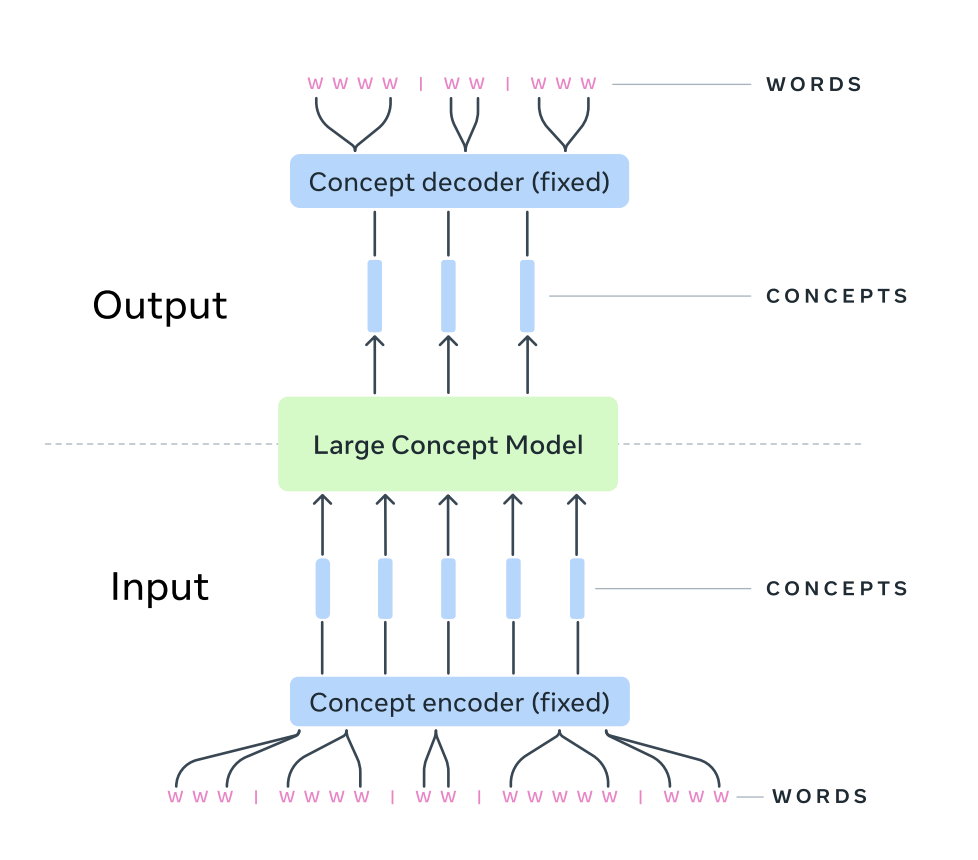 W W W W | W W | W W W WORDS
Concept decoder (fixed)
Output
CONCEPTS
Large Concept Model
Input
CONCEPTS
Concept encoder (fixed)
W W W | W W W W | W W | W W W W W | W W W WORDS